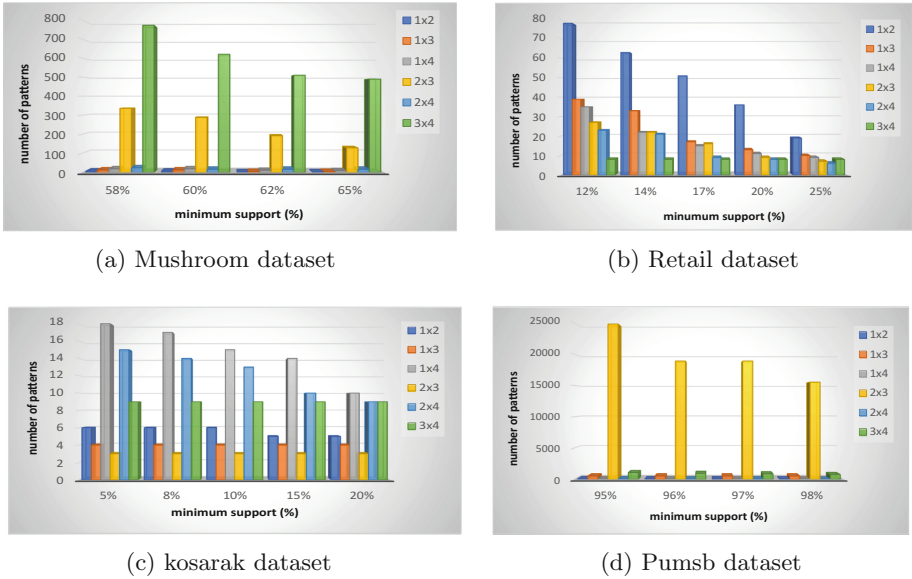 800
700
600
500
400
300
200
100
0
number of patterns
58% 60% 62% 65%
minimum support (%)
1x2
1x3
1x4
2x3
2x4
3x4
(a) Mushroom dataset
80
70
60
50
40
30
20
10
0
number of patterns
12% 14% 17% 20% 25%
minumum support (%)
1x2
1x3
1x4
2x3
2x4
3x4
(b) Retail dataset
18
16
14
12
10
8
6
4
2
0
number of patterns
5% 8% 10% 15% 20%
minimum support (%)
1x2
1x3
1x4
2x3
2x4
3x4
(c) kosarak dataset
25000
20000
15000
10000
5000
0
number of patterns
95% 96% 97% 98%
minimum support (%)
1x2
1x3
1x4
2x3
2x4
3x4
(d) Pumsb dataset